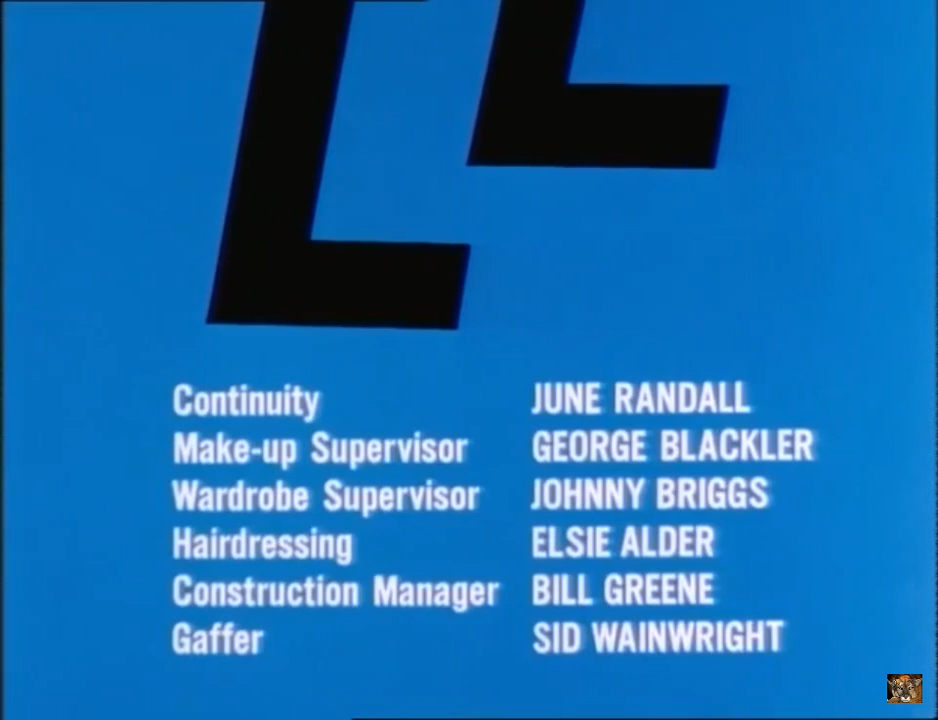 Continuity JUNE RANDALL
Make-up Supervisor GEORGE BLACKLER
Wardrobe Supervisor JOHNNY BRIGGS
Hairdressing ELSIE ALDER
Construction Manager BILL GREENE
Gaffer SID WAINWRIGHT